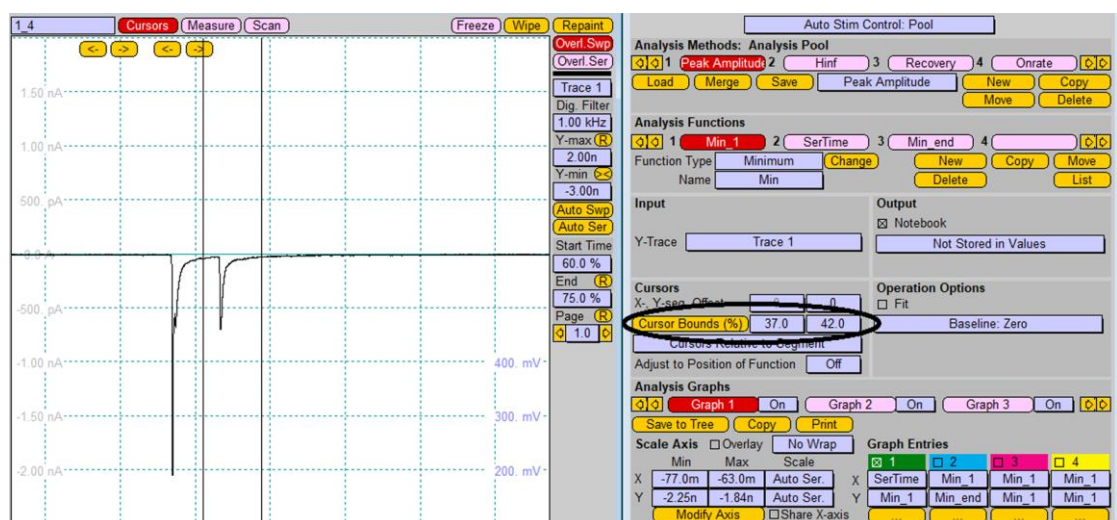 1_4 Cursors Measure Scan Freeze Wipe Repaint
<- -> <- ->
Overl.Swp
Overl.Ser
Trace 1
Dig. Filter
1.00 kHz
Y-max R
2.00n
Y-min ><
-3.00n
Auto Swp
Auto Ser
Start Time
60.0 %
End R
75.0 %
Page R
1.0
1.50 nA
1.00 nA
500. pA
0.0 A
-500. pA
-1.00 nA 400. mV
-1.50 nA 300. mV
-2.00 nA 200. mV
Auto Stim Control: Pool
Analysis Methods: Analysis Pool
1 Peak Amplitude 2 Hinf 3 Recovery 4 Onrate
Load Merge Save Peak Amplitude New Copy
Move Delete
Analysis Functions
1 Min_1 2 SerTime 3 Min_end 4
Function Type Minimum Change New Copy Move
Name Min Delete List
Input Output
Notebook
Y-Trace Trace 1 Not Stored in Values
Cursors Operation Options
X-, Y-seg. Offset 0 0 Fit
Cursor Bounds (%) 37.0 42.0 Baseline: Zero
Cursors Relative to Segment
Adjust to Position of Function Off
Analysis Graphs
Graph 1 On Graph 2 On Graph 3 On
Save to Tree Copy Print
Scale Axis Overlay No Wrap Graph Entries
Min Max Scale 1 2 3 4
X -77.0m -63.0m Auto Ser. X SerTime Min_1 Min_1 Min_1
Y -2.25n -1.84n Auto Ser. Y Min_1 Min_end Min_1 Min_1
Modify Axis Share X-axis ... ... ... ...